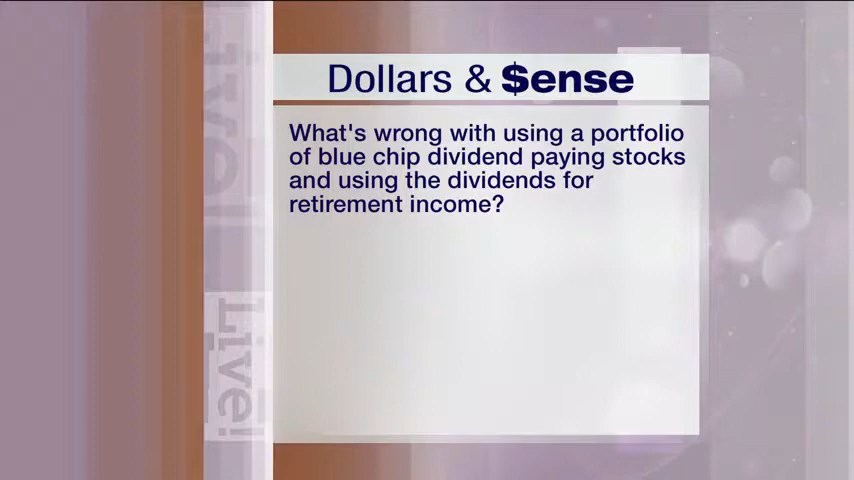 Dollars & $ense
What's wrong with using a portfolio
of blue chip dividend paying stocks
and using the dividends for
retirement income?
Live!
Live!